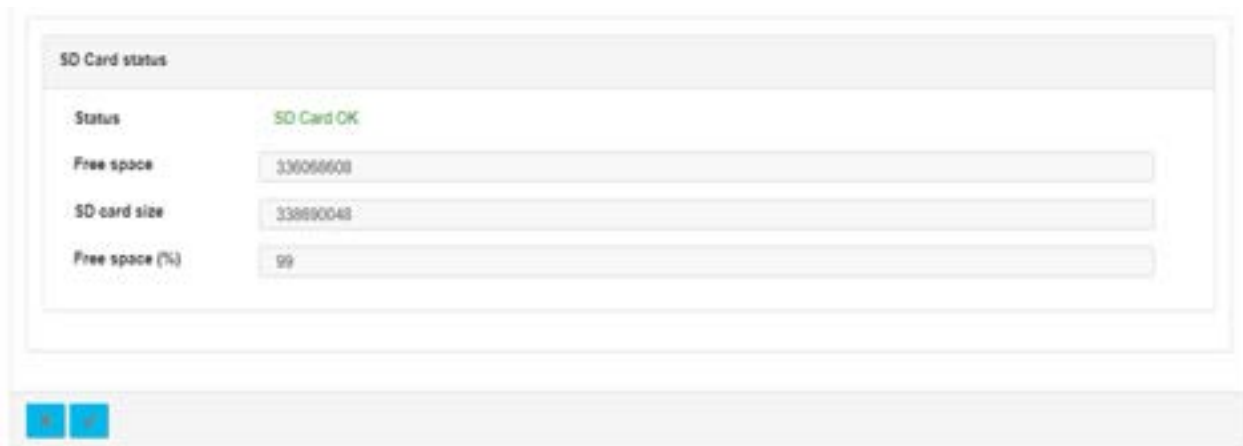 SD Card status
Status SD Card OK
Free space 336068608
SD card size 338690048
Free space (%) 99